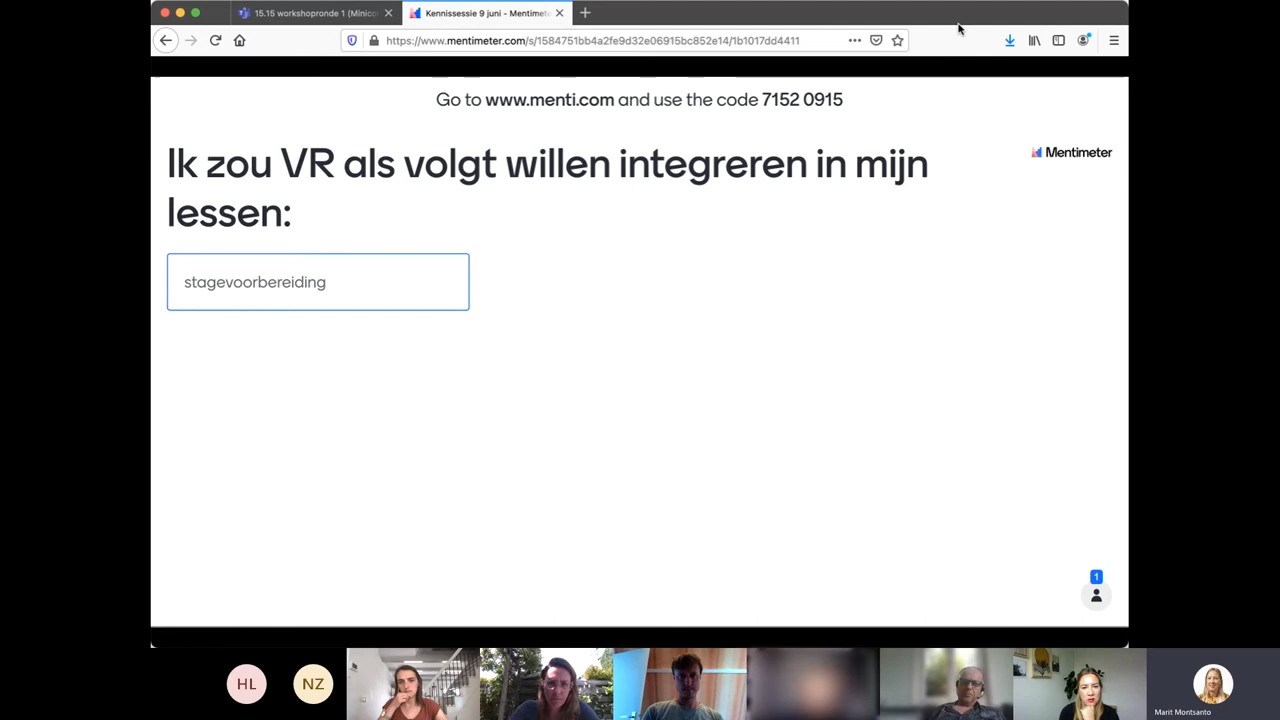 15.15 workshopronde 1 (Minico
Kennissessie 9 juni - Mentimete
https://www.mentimeter.com/s/1584751bb4a2fe9d32e06915bc852e14/1b1017dd4411
Go to www.menti.com and use the code 7152 0915
Ik zou VR als volgt willen integreren in mijn
lessen:
Mentimeter
stagevoorbereiding
1
HL
NZ
Marit Montsanto